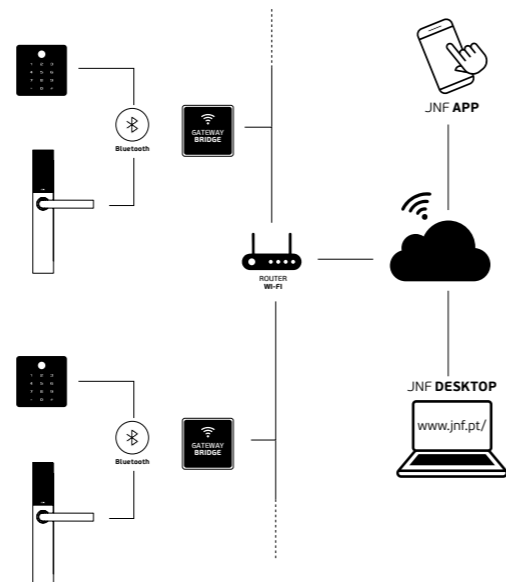 JNF APP
Bluetooth
GATEWAY
BRIDGE
ROUTER
WI-FI
JNF DESKTOP
www.jnf.pt/
Bluetooth
GATEWAY
BRIDGE